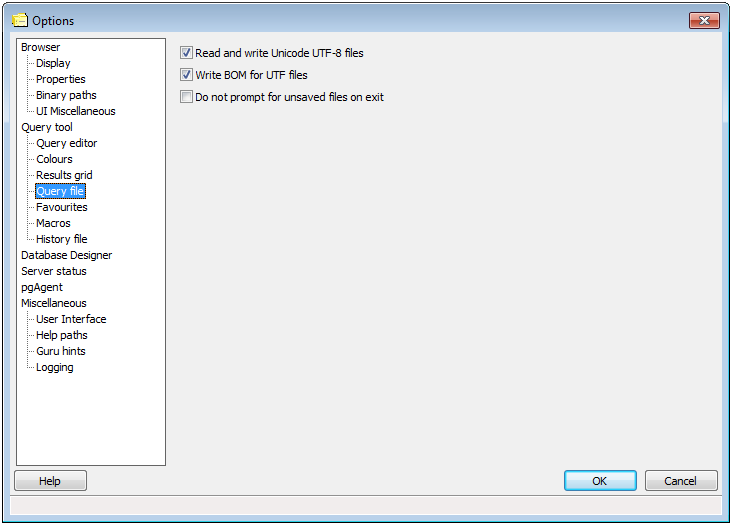 Options
Browser
Display
Properties
Binary paths
UI Miscellaneous
Query tool
Query editor
Colours
Results grid
Query file
Favourites
Macros
History file
Database Designer
Server status
pgAgent
Miscellaneous
User Interface
Help paths
Guru hints
Logging
Read and write Unicode UTF-8 files
Write BOM for UTF files
Do not prompt for unsaved files on exit
Help
OK
Cancel